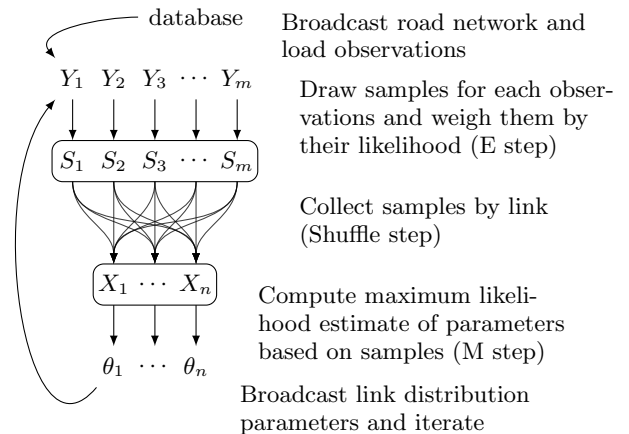 database
Broadcast road network and
load observations
Y₁ Y₂ Y₃ ⋯ Yₘ
Draw samples for each obser-
vations and weigh them by
their likelihood (E step)
S₁ S₂ S₃ ⋯ Sₘ
Collect samples by link
(Shuffle step)
X₁ ⋯ Xₙ
Compute maximum likeli-
hood estimate of parameters
based on samples (M step)
θ₁ ⋯ θₙ
Broadcast link distribution
parameters and iterate